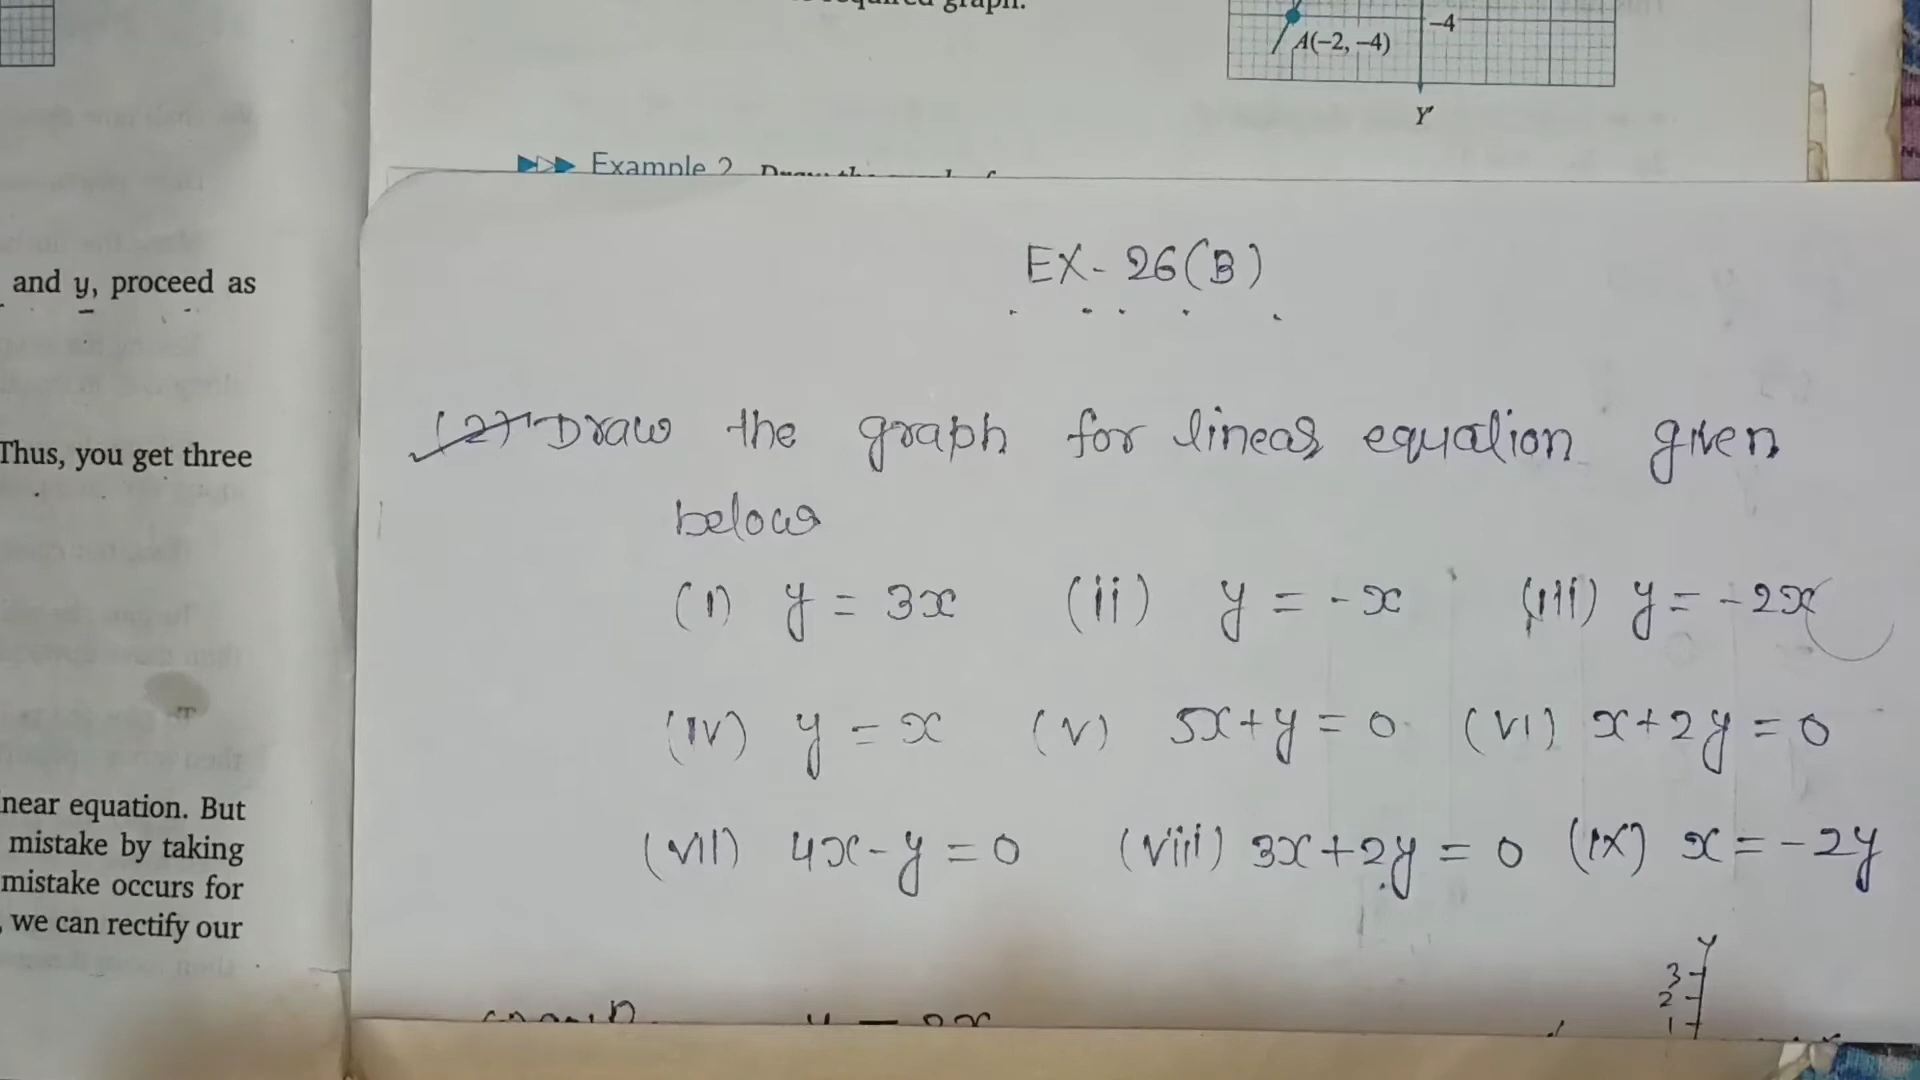 graph.
-4
A(-2, -4)
Y'
Example 2
and y, proceed as
EX- 26(B)
Thus, you get three
(2) Draw the graph for linear equation given
below
(i) y = 3x (ii) y = -x (iii) y = -2x
(iv) y = x (v) 5x+y = 0 (vi) x+2y = 0
near equation. But
mistake by taking
mistake occurs for
we can rectify our
(vii) 4x-y = 0 (viii) 3x+2y = 0 (ix) x = -2y
y
3
2
1